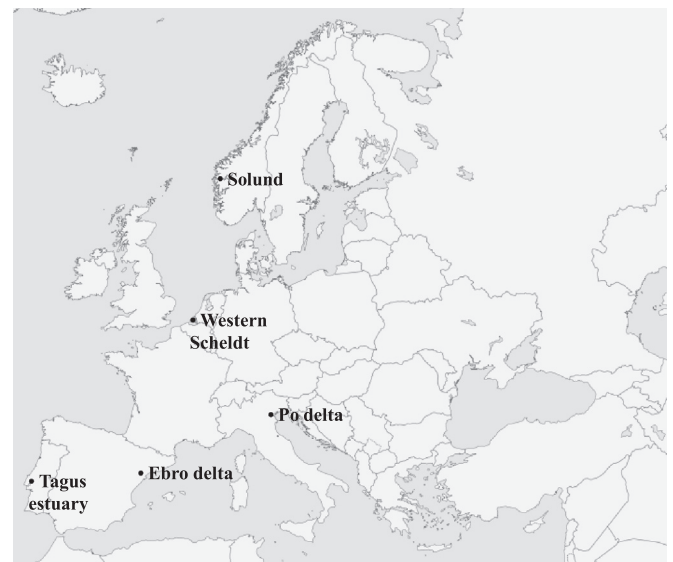 Solund
Western
Scheldt
Po delta
Ebro delta
Tagus
estuary